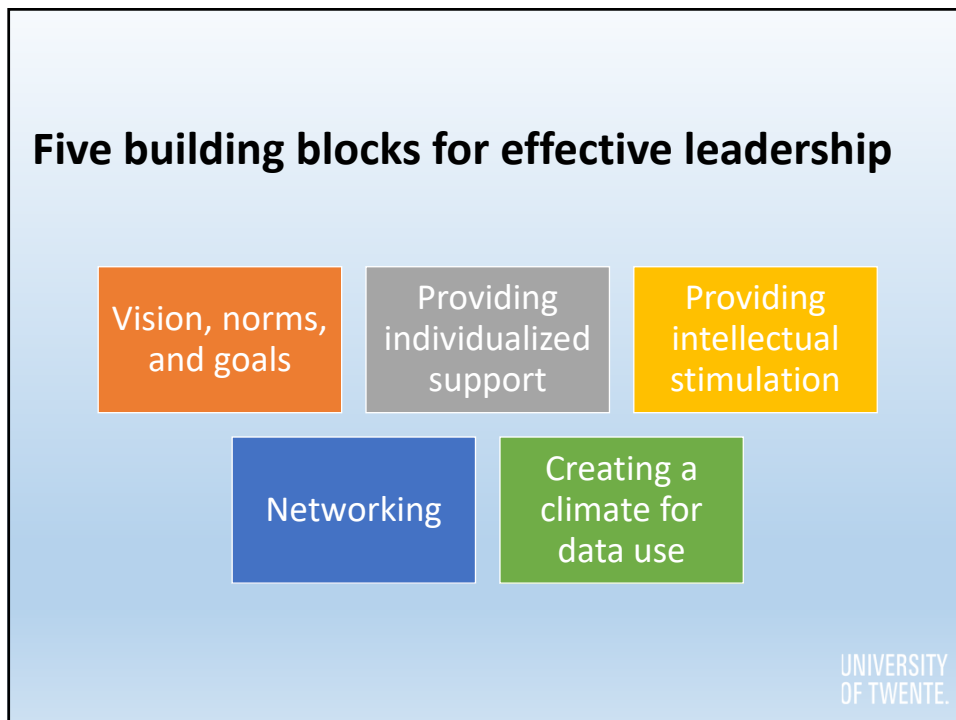 Five building blocks for effective leadership
Vision, norms,
and goals
Providing
individualized
support
Providing
intellectual
stimulation
Networking
Creating a
climate for
data use
UNIVERSITY
OF TWENTE.